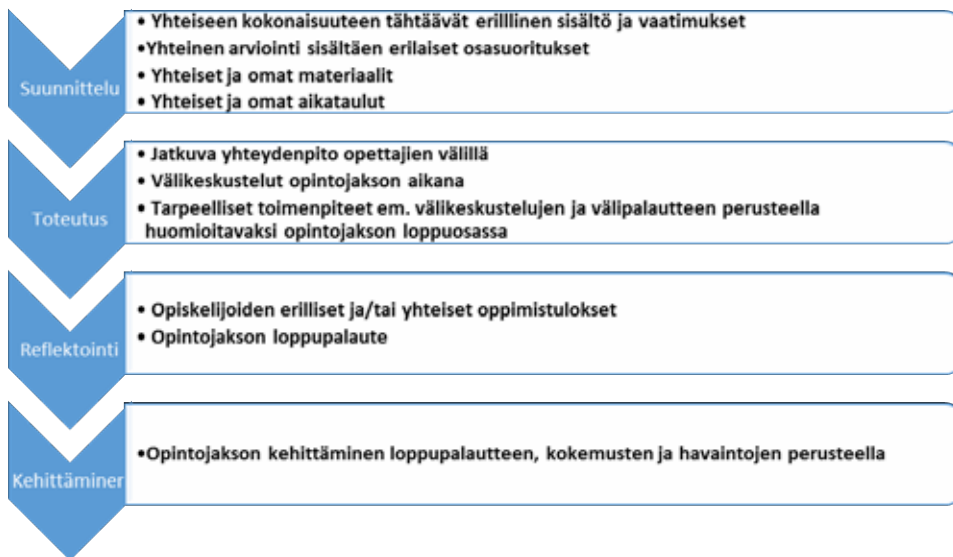 • Yhteiseen kokonaisuuteen tähtäävät erilllinen sisältö ja vaatimukset
•Yhteinen arviointi sisältäen erilaiset osasuoritukset
• Yhteiset ja omat materiaalit
• Yhteiset ja omat aikataulut
Suunnittelu
• Jatkuva yhteydenpito opettajien välillä
• Välikeskustelut opintojakson aikana
• Tarpeelliset toimenpiteet em. välikeskustelujen ja välipalautteen perusteella
huomioitavaksi opintojakson loppuosassa
Toteutus
• Opiskelijoiden erilliset ja/tai yhteiset oppimistulokset
• Opintojakson loppupalaute
Reflektointi
•Opintojakson kehittäminen loppupalautteen, kokemusten ja havaintojen perusteella
Kehittäminer